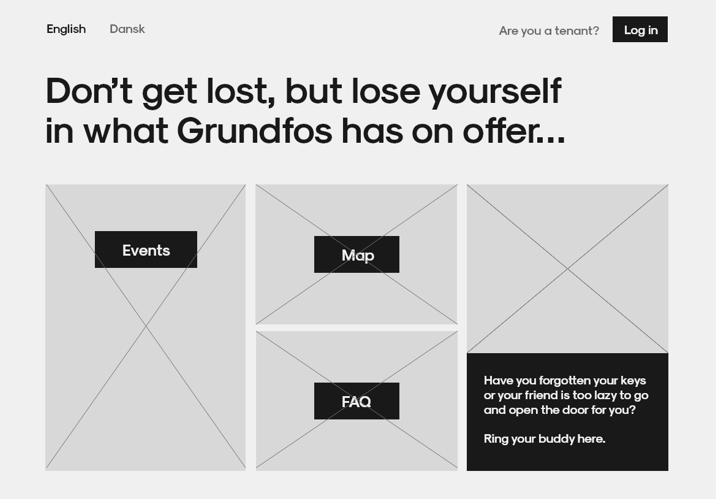 English
Dansk
Are you a tenant?
Log in
Don't get lost, but lose yourself
in what Grundfos has on offer...
Events
Map
FAQ
Have you forgotten your keys
or your friend is too lazy to go
and open the door for you?
Ring your buddy here.